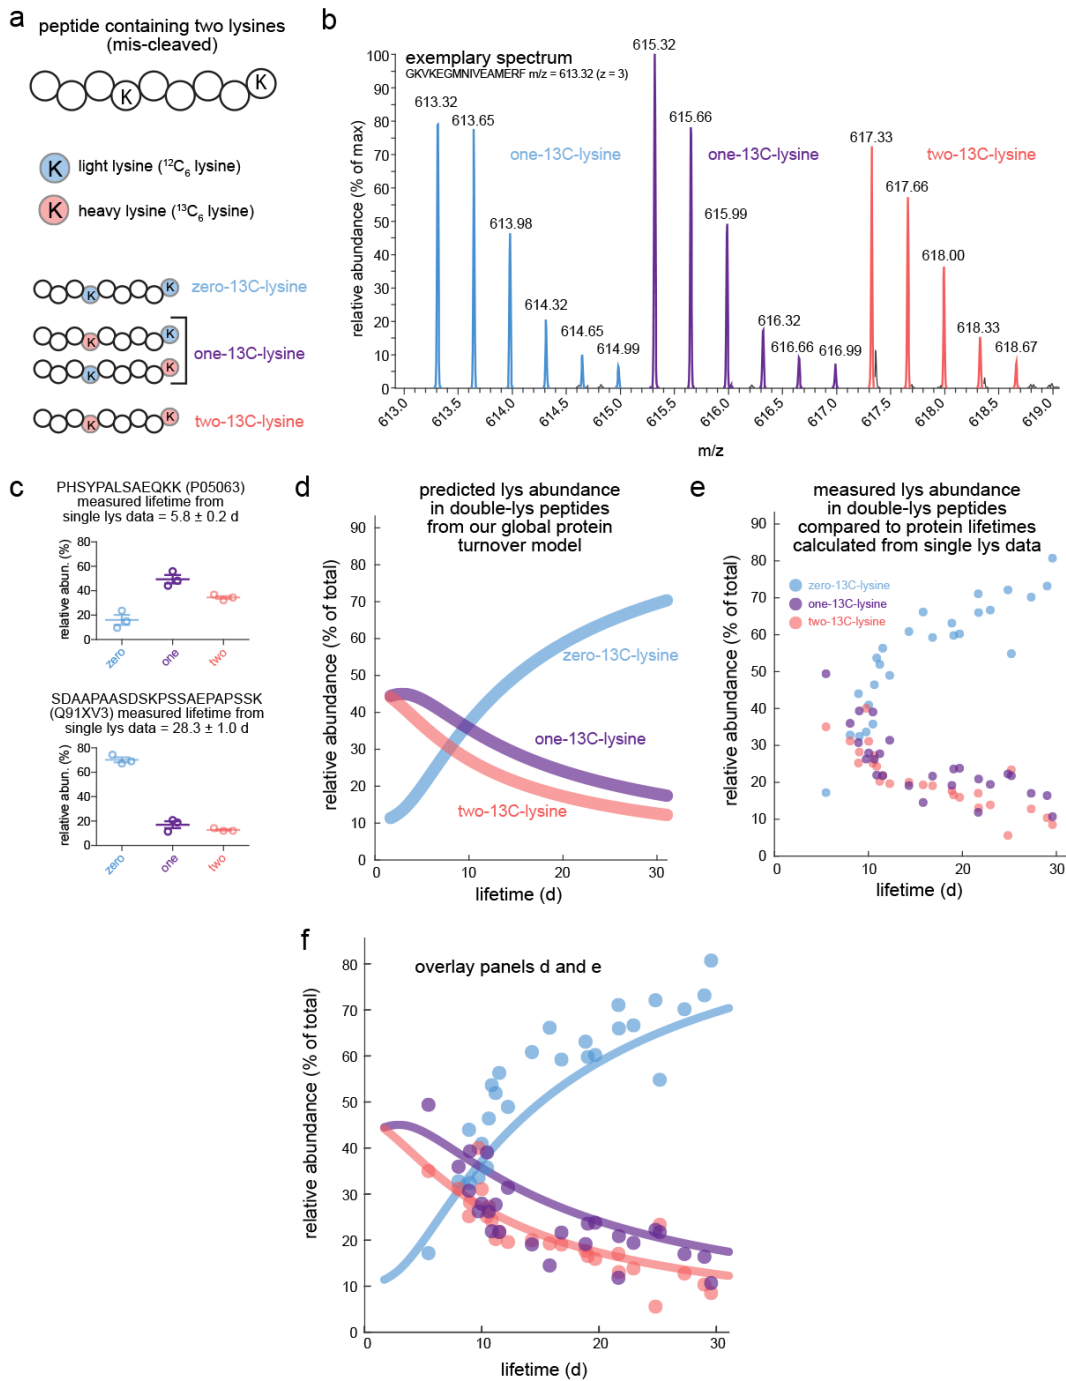 a
peptide containing two lysines
(mis-cleaved)
K
K
K light lysine (¹²C₆ lysine)
K heavy lysine (¹³C₆ lysine)
K K zero-13C-lysine
K K
one-13C-lysine
K K
K K two-13C-lysine
b
exemplary spectrum
GKVKEGMNIVEAMERF m/z = 613.32 (z = 3)
relative abundance (% of max)
100
90
80
70
60
50
40
30
20
10
0
613.32
613.65
613.98
614.32
614.65
614.99
one-13C-lysine
615.32
615.66
615.99
616.32
616.66
616.99
one-13C-lysine
617.33
617.66
618.00
618.33
618.67
two-13C-lysine
613.0 613.5 614.0 614.5 615.0 615.5 616.0 616.5 617.0 617.5 618.0 618.5 619.0
m/z
c
PHSYPALSAEQKK (P05063)
measured lifetime from
single lys data = 5.8 ± 0.2 d
relative abun. (%)
80
60
40
20
0
zero one two
SDAAPAASDSKPSSAEPAPSSK
(Q91XV3) measured lifetime from
single lys data = 28.3 ± 1.0 d
relative abun. (%)
80
60
40
20
0
zero one two
d
predicted lys abundance
in double-lys peptides
from our global protein
turnover model
relative abundance (% of total)
90
80
70
60
50
40
30
20
10
0
zero-13C-lysine
one-13C-lysine
two-13C-lysine
0 10 20 30
lifetime (d)
e
measured lys abundance
in double-lys peptides
compared to protein lifetimes
calculated from single lys data
relative abundance (% of total)
90
80
70
60
50
40
30
20
10
0
zero-13C-lysine
one-13C-lysine
two-13C-lysine
0 10 20 30
lifetime (d)
f
overlay panels d and e
relative abundance (% of total)
80
70
60
50
40
30
20
10
0
0 10 20 30
lifetime (d)